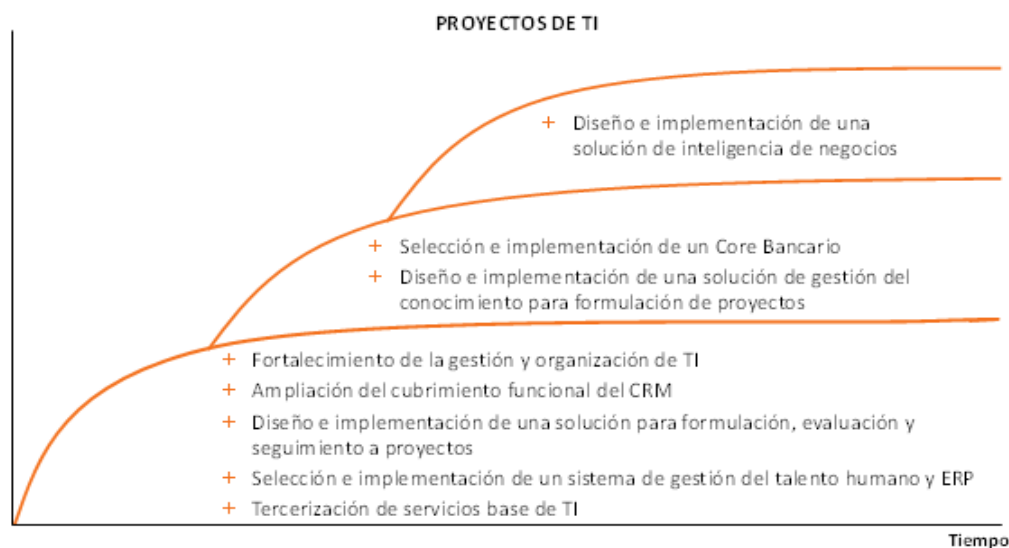 PROYECTOS DE TI
+ Diseño e implementación de una
solución de inteligencia de negocios
+ Selección e implementación de un Core Bancario
+ Diseño e implementación de una solución de gestión del
conocimiento para formulación de proyectos
+ Fortalecimiento de la gestión y organización de TI
+ Ampliación del cubrimiento funcional del CRM
+ Diseño e implementación de una solución para formulación, evaluación y
seguimiento a proyectos
+ Selección e implementación de un sistema de gestión del talento humano y ERP
+ Tercerización de servicios base de TI
Tiempo